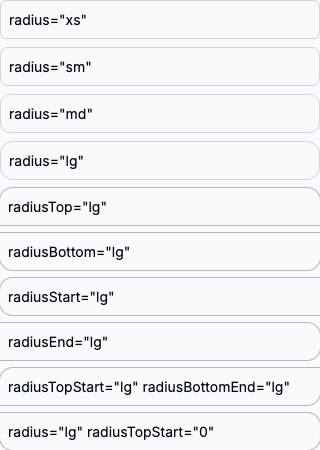 radius="xs"
radius="sm"
radius="md"
radius="lg"
radiusTop="lg"
radiusBottom="lg"
radiusStart="lg"
radiusEnd="lg"
radiusTopStart="lg" radiusBottomEnd="lg"
radius="lg" radiusTopStart="0"